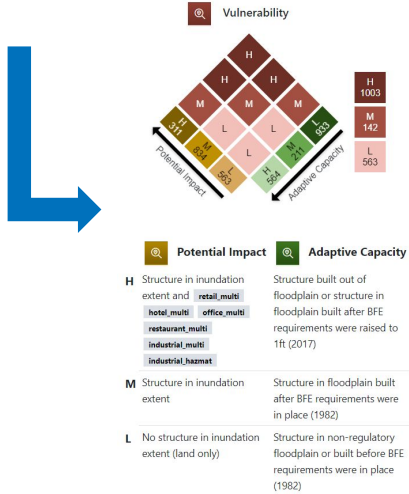 Vulnerability
H
H H
M M M
H 311 L L L 933
M 834 L M 211
L 563 H 564
Potential Impact
Adaptive Capacity
H 1003
M 142
L 563
Potential Impact Adaptive Capacity
H Structure in inundation Structure built out of
extent and retail_multi floodplain or structure in
hotel_multi office_multi floodplain built after BFE
restaurant_multi requirements were raised to
industrial_multi 1ft (2017)
industrial_hazmat
M Structure in inundation Structure in floodplain built
extent after BFE requirements were
in place (1982)
L No structure in inundation Structure in non-regulatory
extent (land only) floodplain or built before BFE
requirements were in place
(1982)